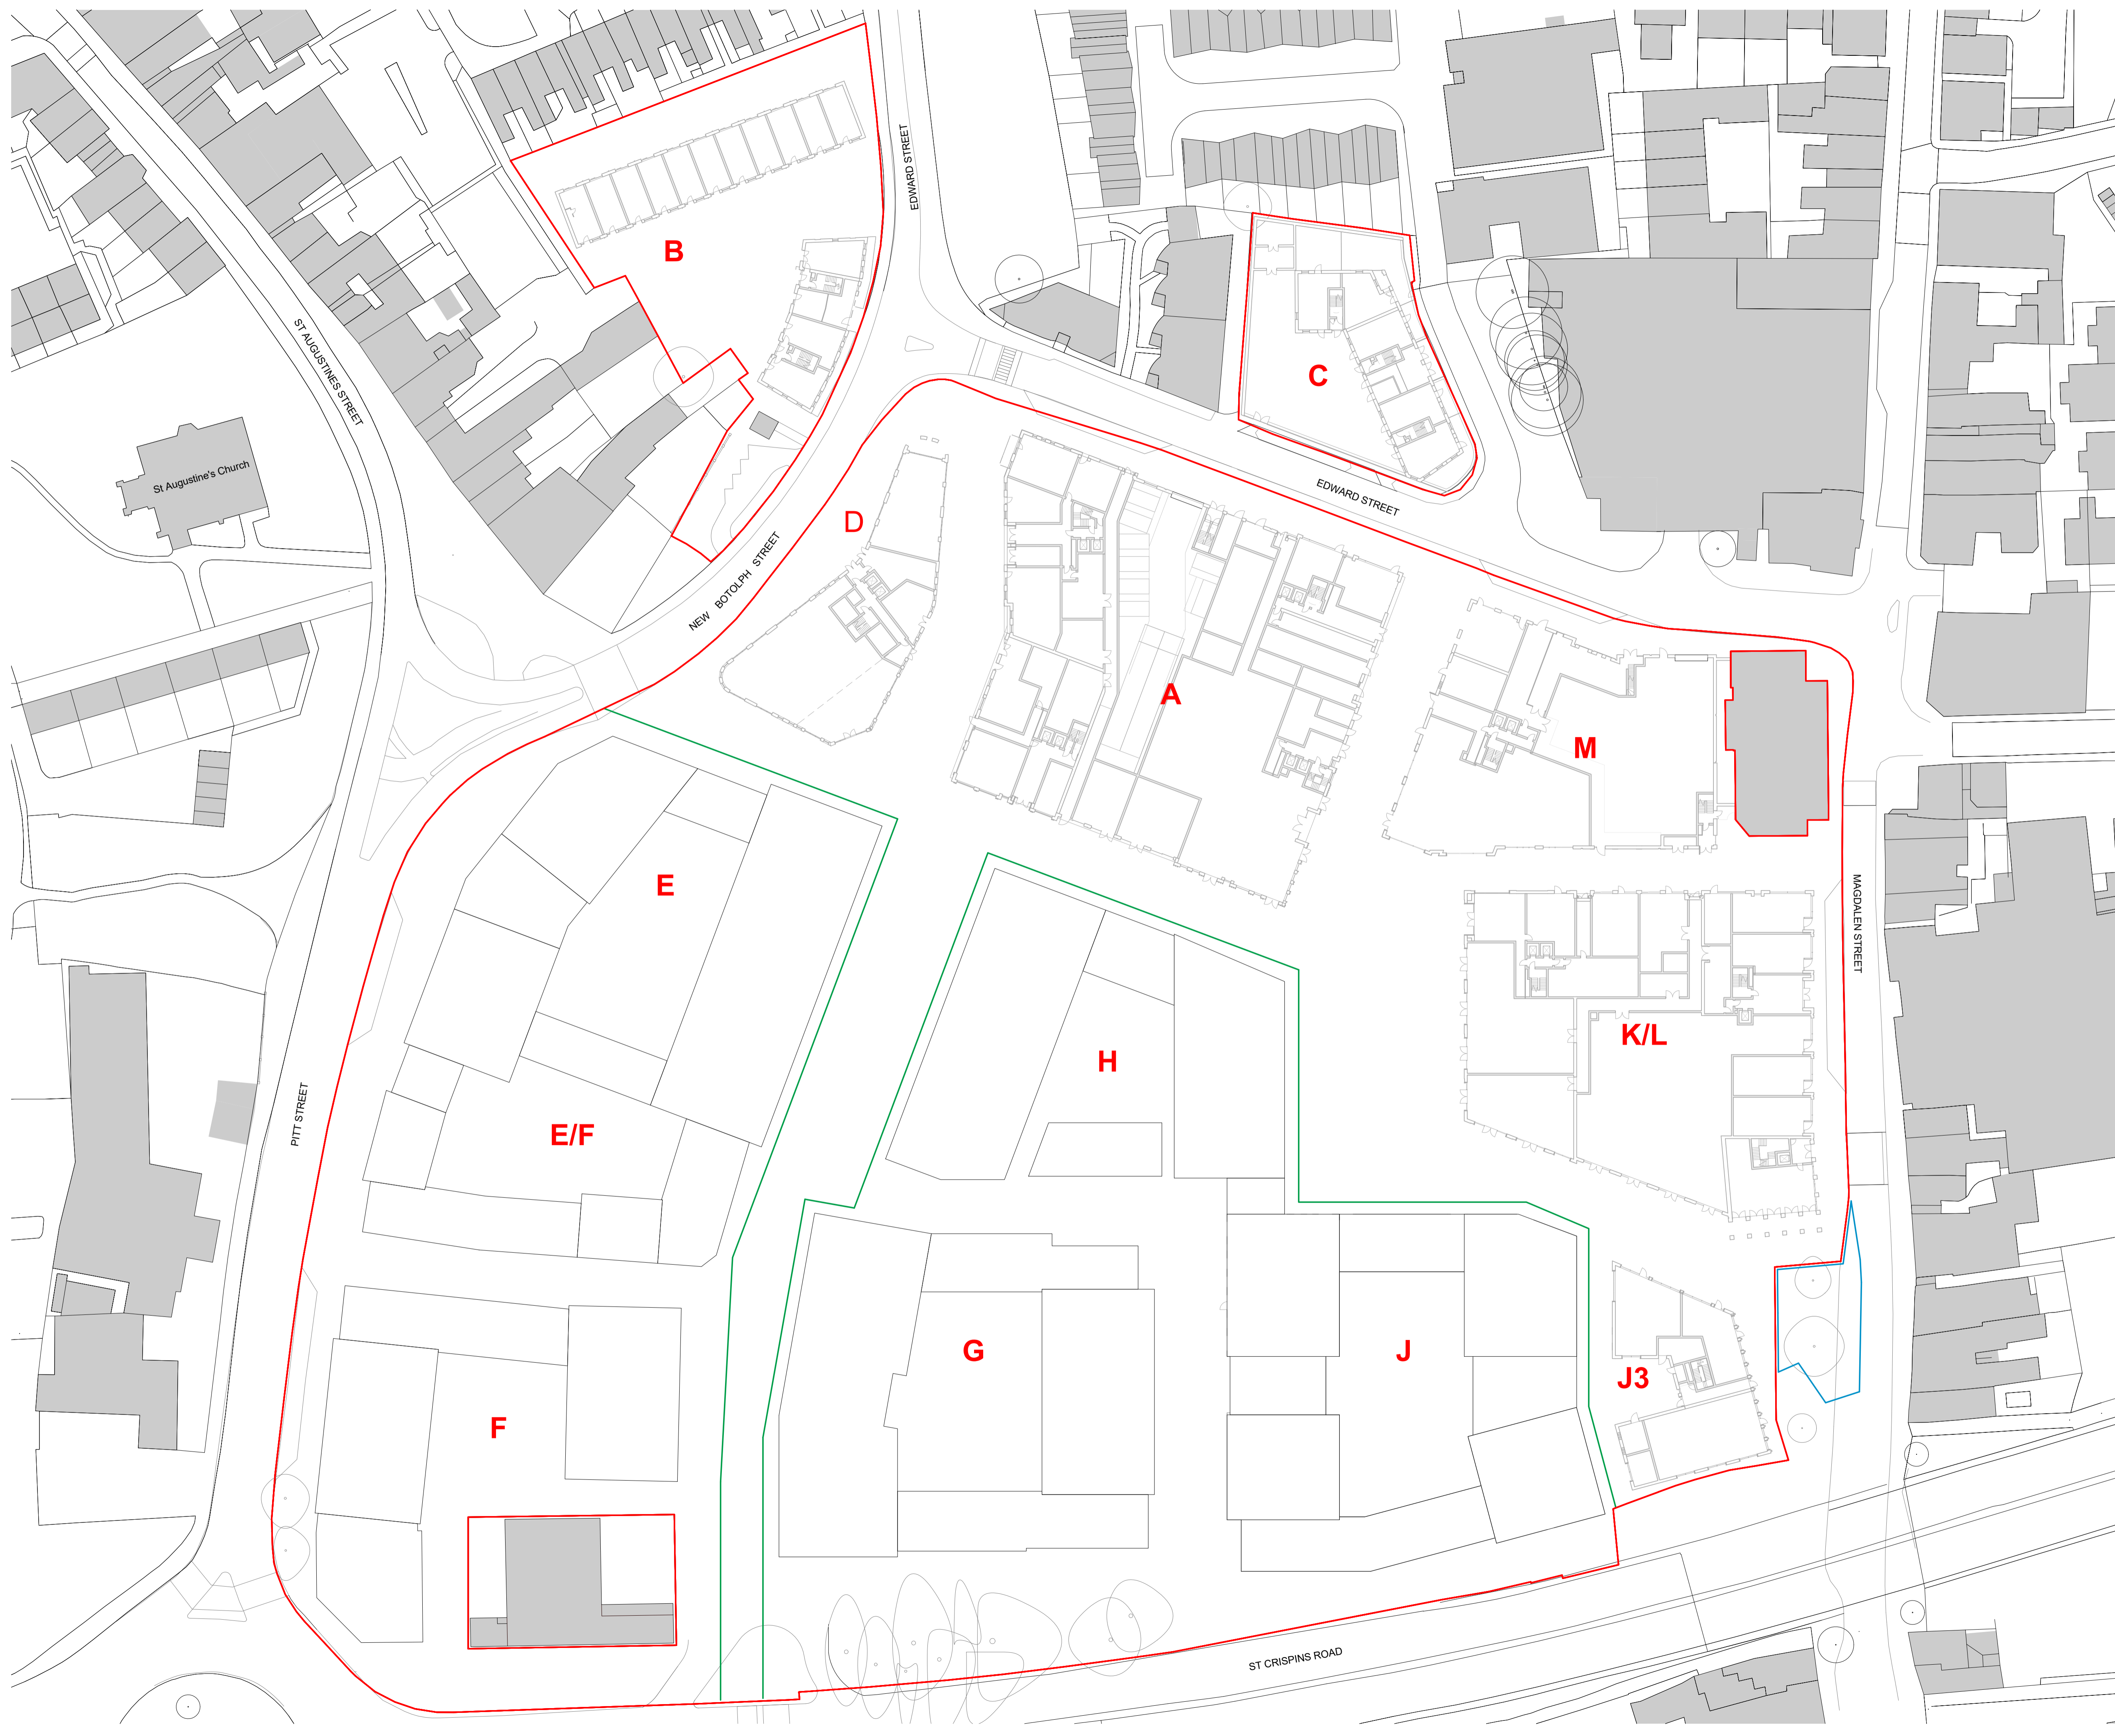 EDWARD STREET
B
ST AUGUSTINES STREET
C
St Augustine's Church
EDWARD STREET
D
NEW BOTOLPH STREET
A
M
E
MAGDALEN STREET
K/L
H
PITT STREET
E/F
G
J
J3
F
ST CRISPINS ROAD